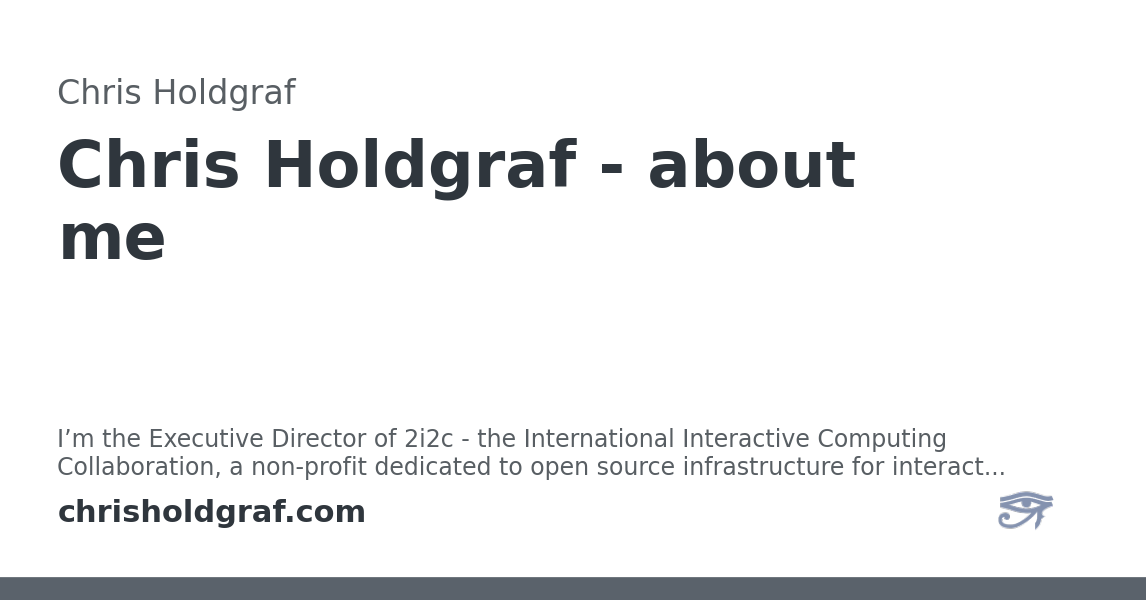 Chris Holdgraf
Chris Holdgraf - about
me
I’m the Executive Director of 2i2c - the International Interactive Computing
Collaboration, a non-profit dedicated to open source infrastructure for interact...
chrisholdgraf.com